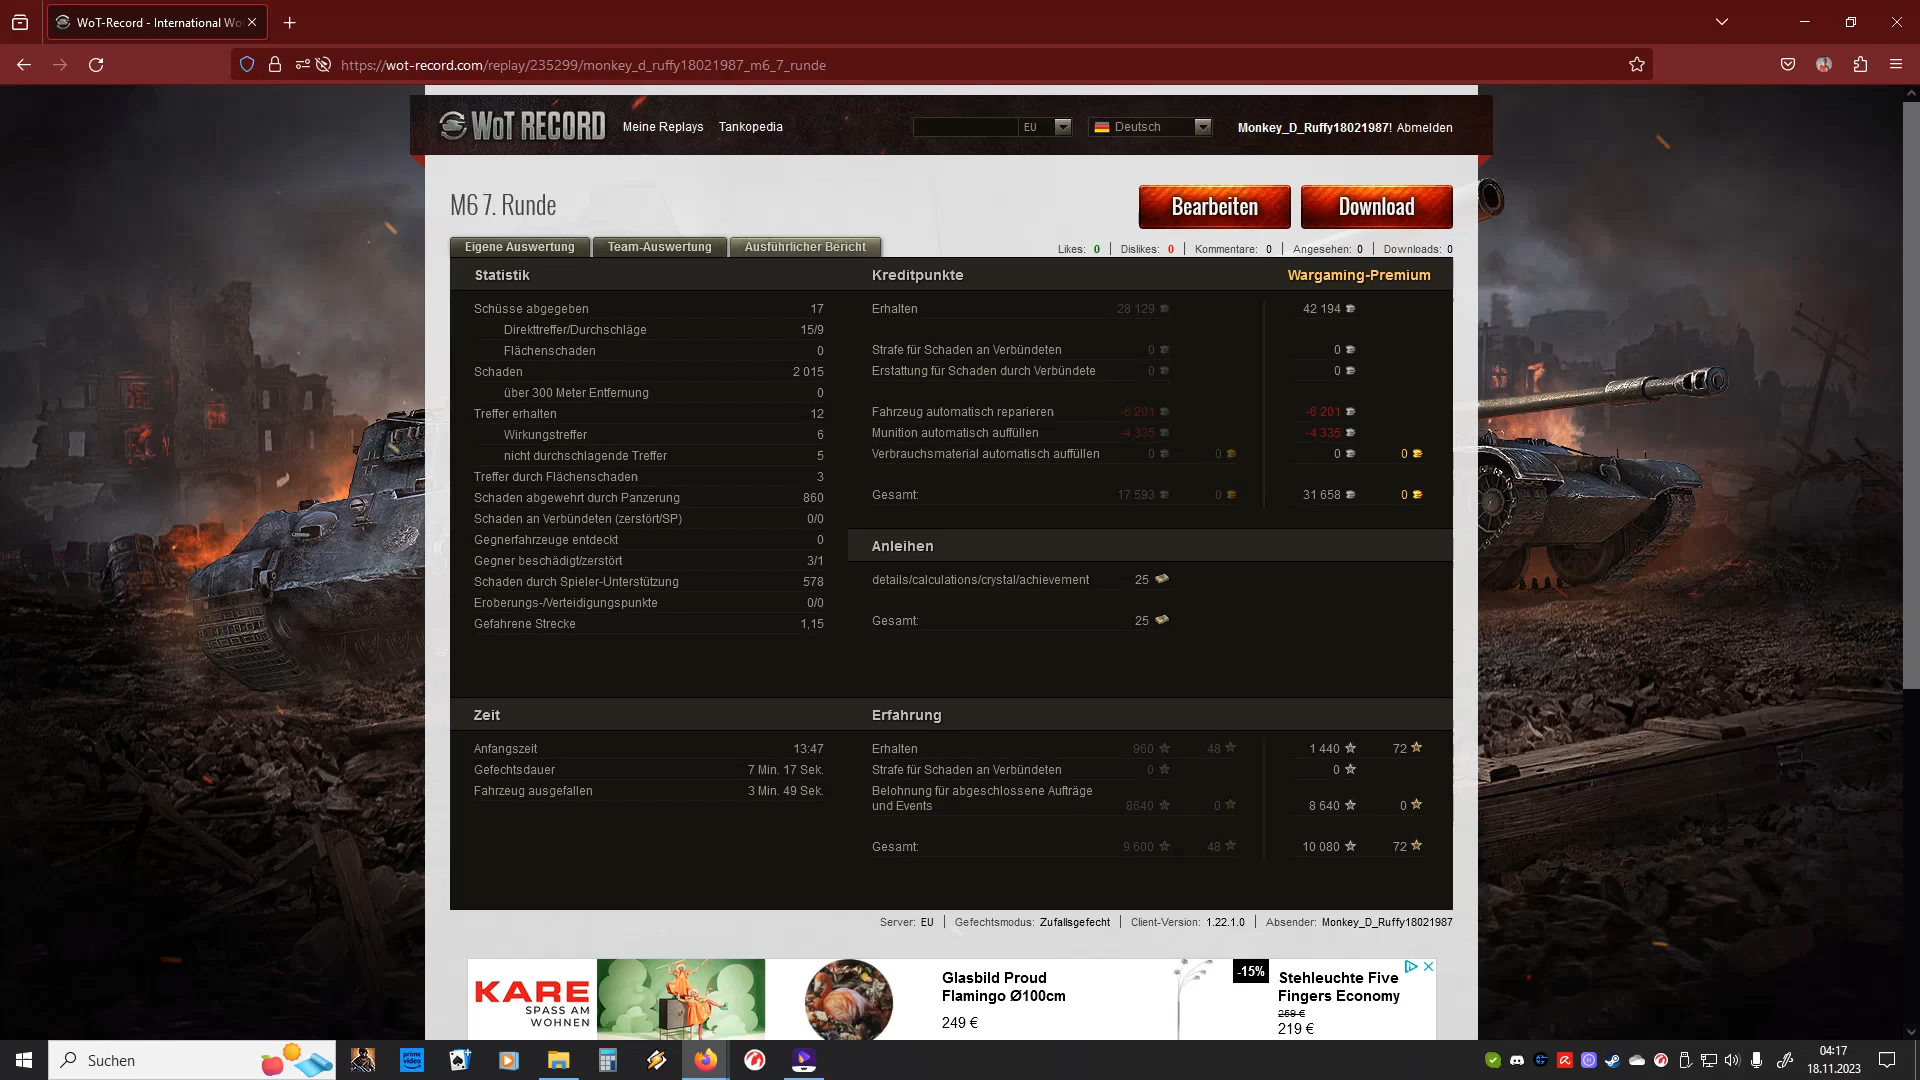 WoT-Record - International Wo
https://wot-record.com/replay/235299/monkey_d_ruffy18021987_m6_7_runde
WoT RECORD
Meine Replays
Tankopedia
EU
Deutsch
Monkey_D_Ruffy18021987! Abmelden
M6 7. Runde
Bearbeiten
Download
Eigene Auswertung
Team-Auswertung
Ausführlicher Bericht
Likes: 0 | Dislikes: 0 | Kommentare: 0 | Angesehen: 0 | Downloads: 0
Statistik
Schüsse abgegeben 17
Direkttreffer/Durchschläge 15/9
Flächenschaden 0
Schaden 2 015
über 300 Meter Entfernung 0
Treffer erhalten 12
Wirkungstreffer 6
nicht durchschlagende Treffer 5
Treffer durch Flächenschaden 3
Schaden abgewehrt durch Panzerung 860
Schaden an Verbündeten (zerstört/SP) 0/0
Gegnerfahrzeuge entdeckt 0
Gegner beschädigt/zerstört 3/1
Schaden durch Spieler-Unterstützung 578
Eroberungs-/Verteidigungspunkte 0/0
Gefahrene Strecke 1,15
Kreditpunkte Wargaming-Premium
Erhalten 28 129 42 194
Strafe für Schaden an Verbündeten 0 0
Erstattung für Schaden durch Verbündete 0 0
Fahrzeug automatisch reparieren -6 201 -6 201
Munition automatisch auffüllen -4 335 -4 335
Verbrauchsmaterial automatisch auffüllen 0 0 0 0
Gesamt: 17 593 0 31 658 0
Anleihen
details/calculations/crystal/achievement 25
Gesamt: 25
Zeit
Anfangszeit 13:47
Gefechtsdauer 7 Min. 17 Sek.
Fahrzeug ausgefallen 3 Min. 49 Sek.
Erfahrung
Erhalten 960 48 1 440 72
Strafe für Schaden an Verbündeten 0 0
Belohnung für abgeschlossene Aufträge
und Events 8640 0 8 640 0
Gesamt: 9 600 48 10 080 72
Server: EU | Gefechtsmodus: Zufallsgefecht | Client-Version: 1.22.1.0 | Absender: Monkey_D_Ruffy18021987
KARE
SPASS AM
WOHNEN
Glasbild Proud
Flamingo Ø100cm
249 €
-15%
Stehleuchte Five
Fingers Economy
259 €
219 €
Suchen
prime
video
04:17
18.11.2023